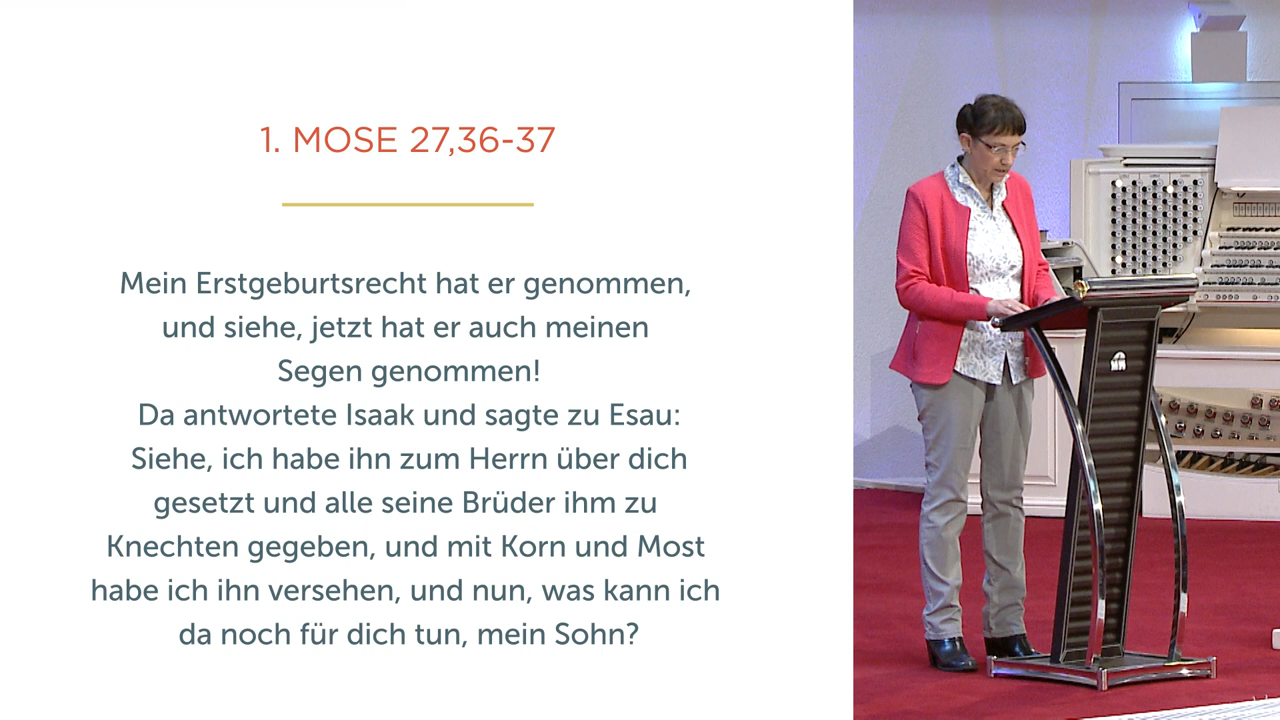 1. MOSE 27,36-37
Mein Erstgeburtsrecht hat er genommen,
und siehe, jetzt hat er auch meinen
Segen genommen!
Da antwortete Isaak und sagte zu Esau:
Siehe, ich habe ihn zum Herrn über dich
gesetzt und alle seine Brüder ihm zu
Knechten gegeben, und mit Korn und Most
habe ich ihn versehen, und nun, was kann ich
da noch für dich tun, mein Sohn?